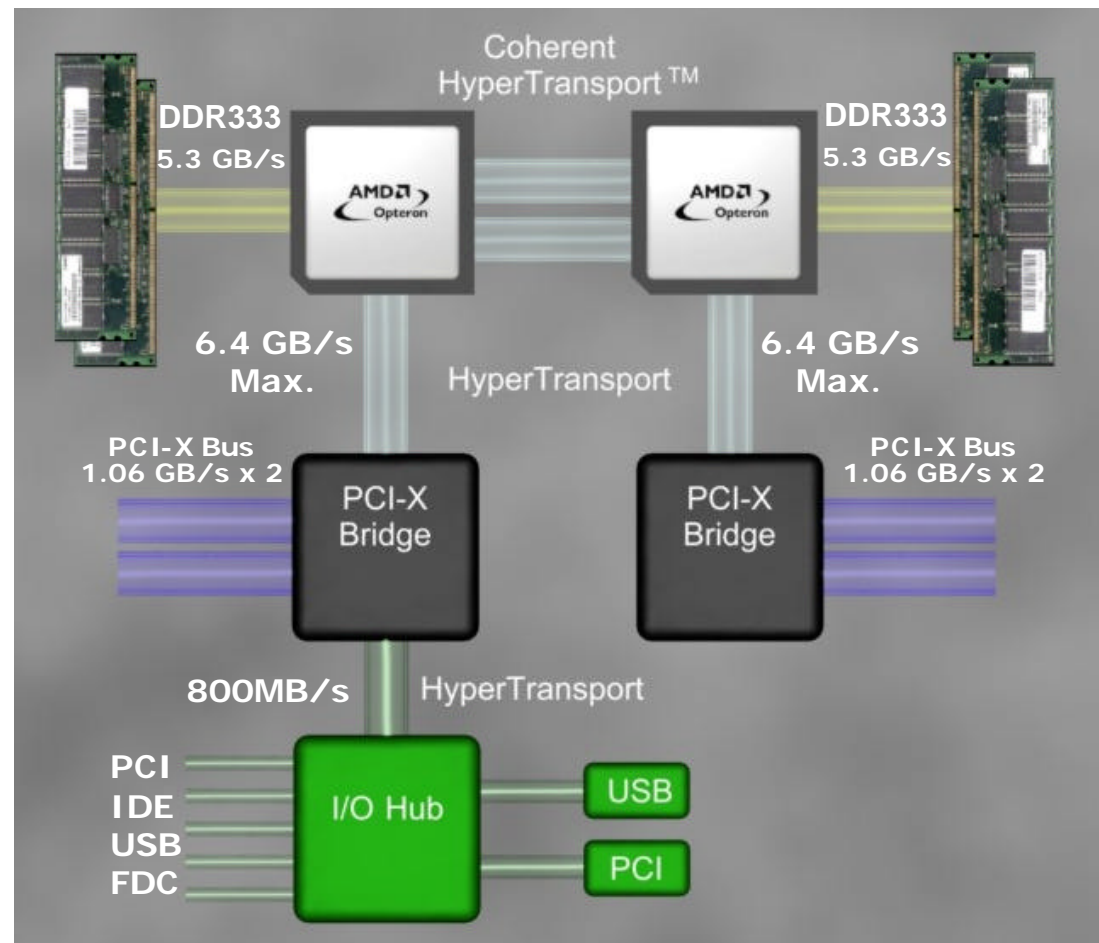 Coherent
HyperTransport™
DDR333
5.3 GB/s
DDR333
5.3 GB/s
AMD
Opteron
AMD
Opteron
6.4 GB/s
Max.
HyperTransport
6.4 GB/s
Max.
PCI-X Bus
1.06 GB/s x 2
PCI-X
Bridge
PCI-X
Bridge
PCI-X Bus
1.06 GB/s x 2
800MB/s
HyperTransport
PCI
IDE
USB
FDC
I/O Hub
USB
PCI